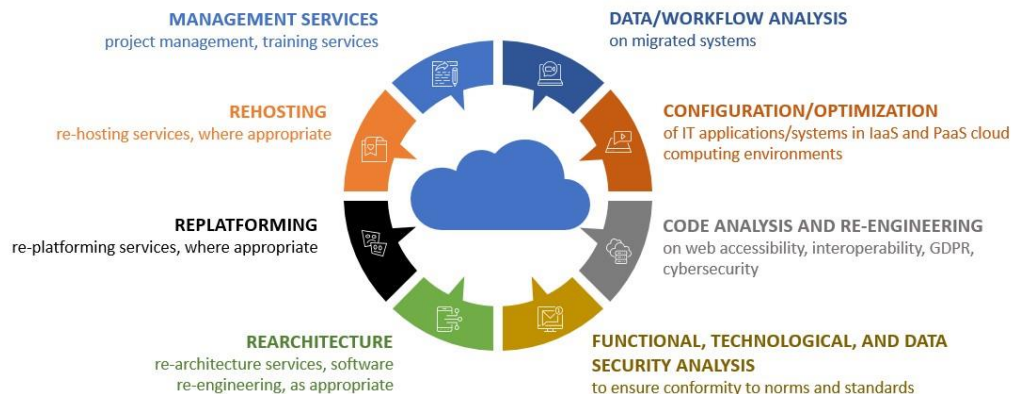 MANAGEMENT SERVICES
project management, training services
DATA/WORKFLOW ANALYSIS
on migrated systems
REHOSTING
re-hosting services, where appropriate
CONFIGURATION/OPTIMIZATION
of IT applications/systems in IaaS and PaaS cloud
computing environments
REPLATFORMING
re-platforming services, where appropriate
CODE ANALYSIS AND RE-ENGINEERING
on web accessibility, interoperability, GDPR,
cybersecurity
REARCHITECTURE
re-architecture services, software
re-engineering, as appropriate
FUNCTIONAL, TECHNOLOGICAL, AND DATA
SECURITY ANALYSIS
to ensure conformity to norms and standards